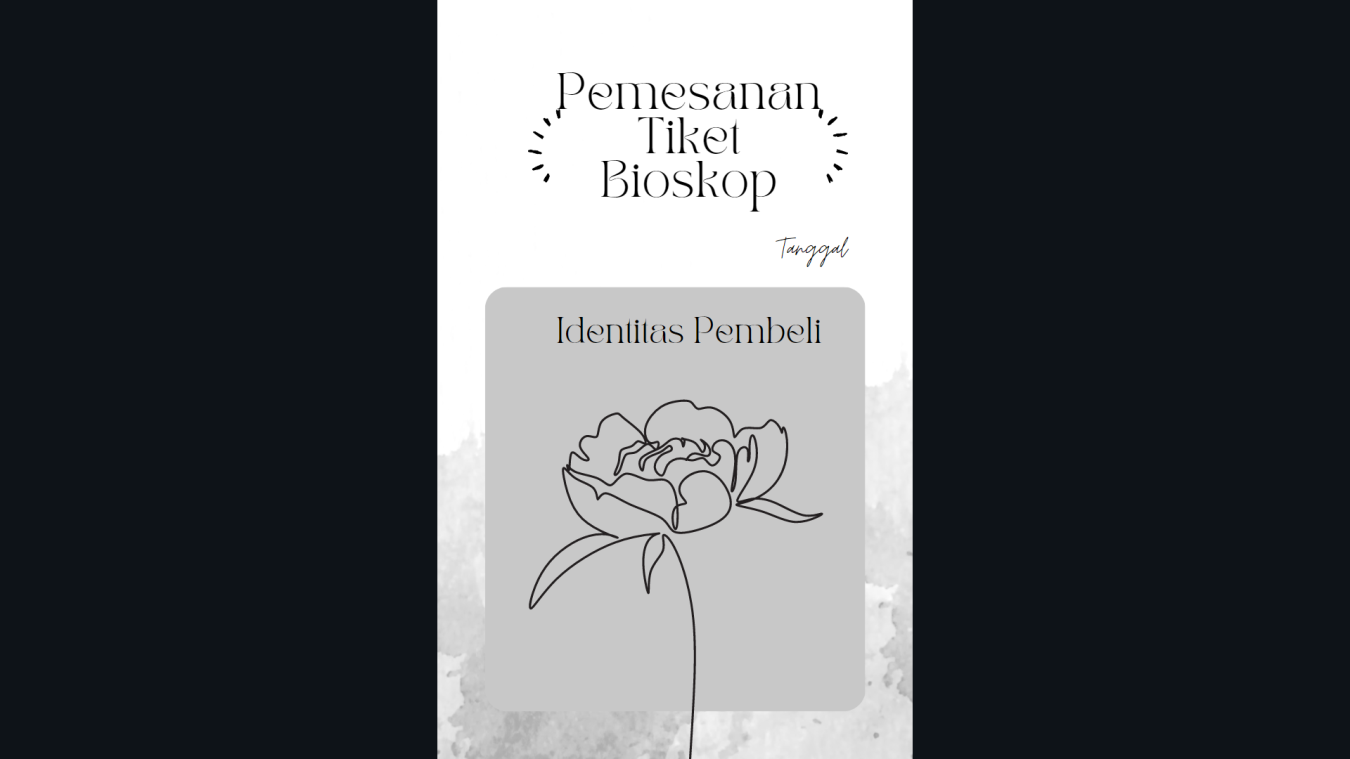 Pemesanan
Tiket
Bioskop
Tanggal
Identitas Pembeli